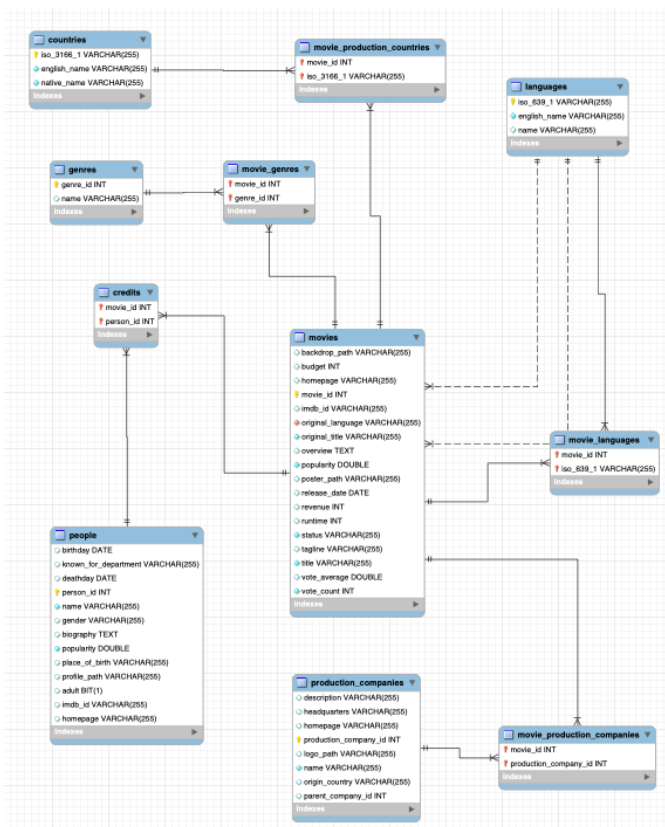 countries
iso_3166_1 VARCHAR(255)
english_name VARCHAR(255)
native_name VARCHAR(255)
Indexes
movie_production_countries
movie_id INT
iso_3166_1 VARCHAR(255)
Indexes
languages
iso_639_1 VARCHAR(255)
english_name VARCHAR(255)
name VARCHAR(255)
Indexes
genres
genre_id INT
name VARCHAR(255)
Indexes
movie_genres
movie_id INT
genre_id INT
Indexes
credits
movie_id INT
person_id INT
Indexes
movies
backdrop_path VARCHAR(255)
budget INT
homepage VARCHAR(255)
movie_id INT
imdb_id VARCHAR(255)
original_language VARCHAR(255)
original_title VARCHAR(255)
overview TEXT
popularity DOUBLE
poster_path VARCHAR(255)
release_date DATE
revenue INT
runtime INT
status VARCHAR(255)
tagline VARCHAR(255)
title VARCHAR(255)
vote_average DOUBLE
vote_count INT
Indexes
movie_languages
movie_id INT
iso_639_1 VARCHAR(255)
Indexes
people
birthday DATE
known_for_department VARCHAR(255)
deathday DATE
person_id INT
name VARCHAR(255)
gender VARCHAR(255)
biography TEXT
popularity DOUBLE
place_of_birth VARCHAR(255)
profile_path VARCHAR(255)
adult BIT(1)
imdb_id VARCHAR(255)
homepage VARCHAR(255)
Indexes
production_companies
description VARCHAR(255)
headquarters VARCHAR(255)
homepage VARCHAR(255)
production_company_id INT
logo_path VARCHAR(255)
name VARCHAR(255)
origin_country VARCHAR(255)
parent_company_id INT
Indexes
movie_production_companies
movie_id INT
production_company_id INT
Indexes